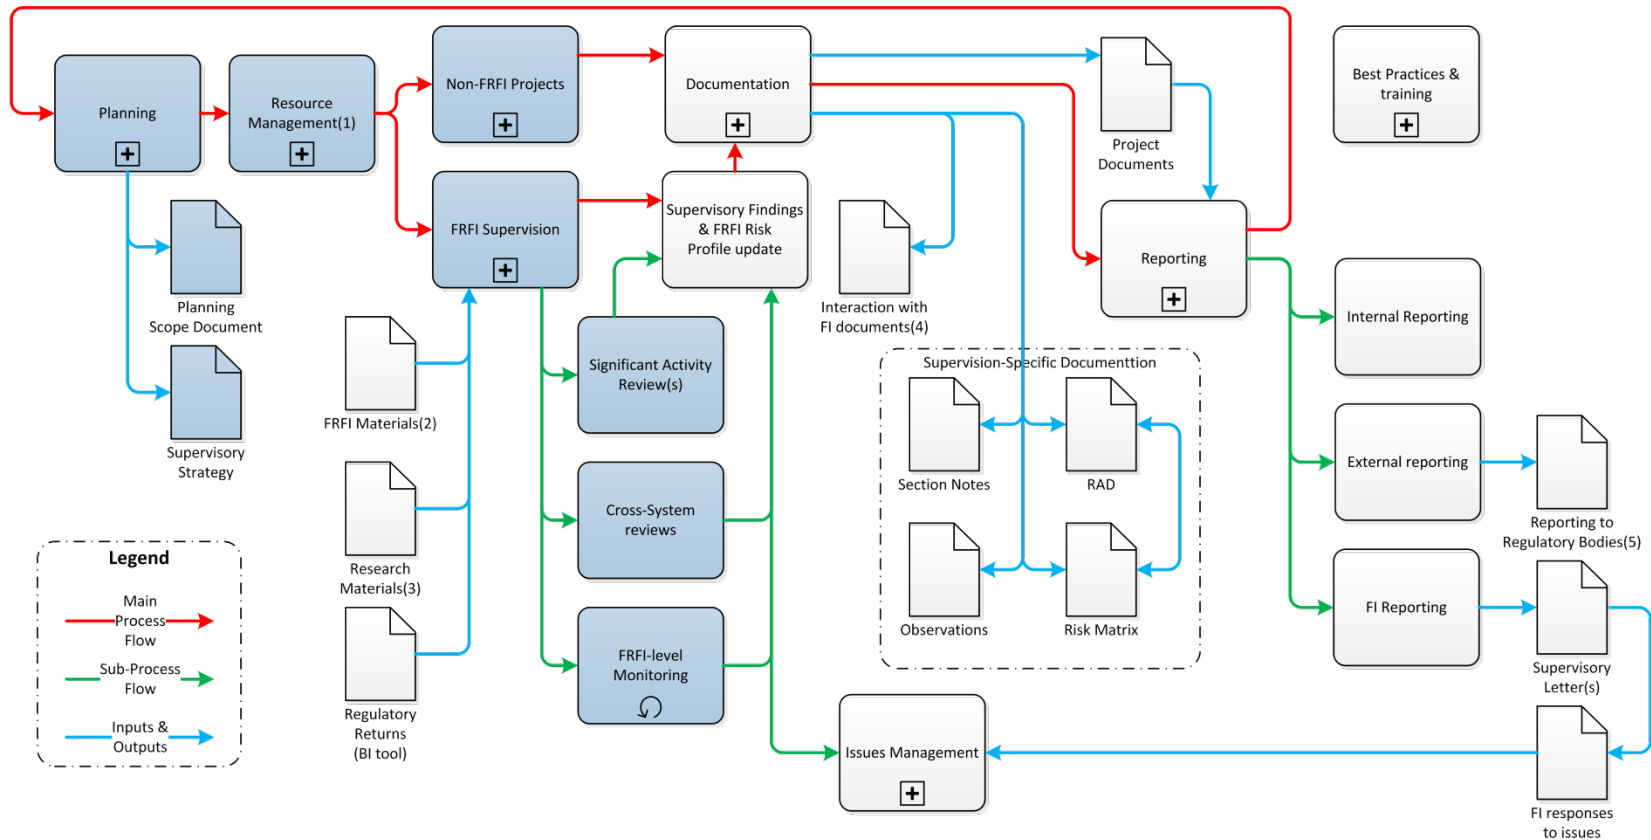 Planning
Resource
Management(1)
Non-FRFI Projects
Documentation
Project
Documents
Best Practices &
training
FRFI Supervision
Supervisory Findings
& FRFI Risk
Profile update
Interaction with
FI documents(4)
Reporting
Planning
Scope Document
Supervisory
Strategy
FRFI Materials(2)
Research
Materials(3)
Regulatory
Returns
(BI tool)
Significant Activity
Review(s)
Cross-System
reviews
FRFI-level
Monitoring
Supervision-Specific Documenttion
Section Notes
RAD
Observations
Risk Matrix
Internal Reporting
External reporting
Reporting to
Regulatory Bodies(5)
FI Reporting
Supervisory
Letter(s)
Issues Management
FI responses
to issues
Legend
Main
Process
Flow
Sub-Process
Flow
Inputs &
Outputs